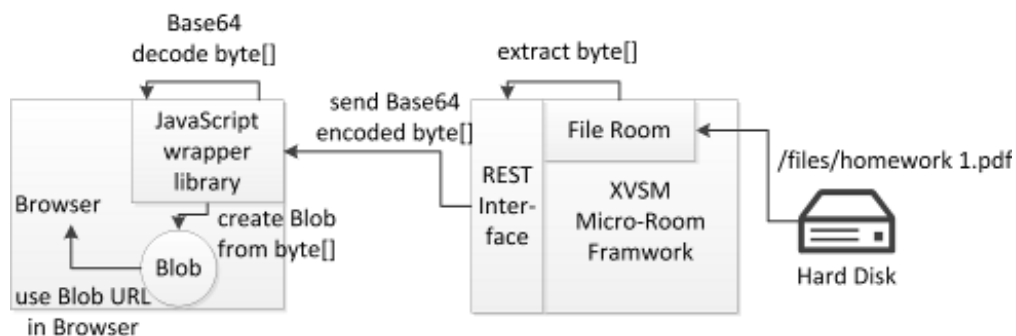 Base64
decode byte[]
JavaScript
wrapper
library
Browser
create Blob
from byte[]
Blob
use Blob URL
in Browser
send Base64
encoded byte[]
extract byte[]
File Room
REST
Inter-
face
XVSM
Micro-Room
Framwork
/files/homework 1.pdf
Hard Disk